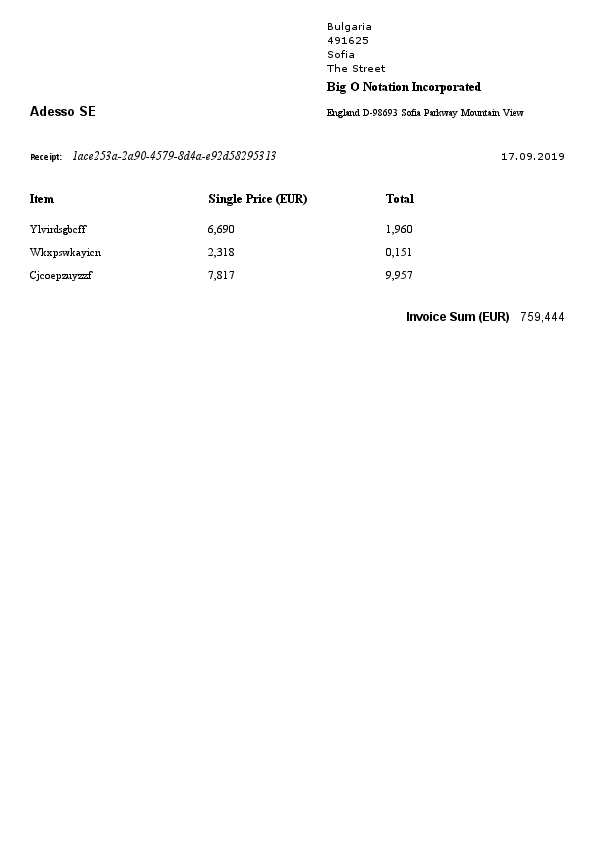 Bulgaria
491625
Sofia
The Street
Big O Notation Incorporated
Adesso SE
England D-98693 Sofia Parkway Mountain View
Receipt: 1ace253a-2a90-4579-8d4a-e92d58295313 17.09.2019
Item Single Price (EUR) Total
Ylvirdsgbcff 6,690 1,960
Wkxpswkayicn 2,318 0,151
Cjcoepzuyzzf 7,817 9,957
Invoice Sum (EUR) 759,444